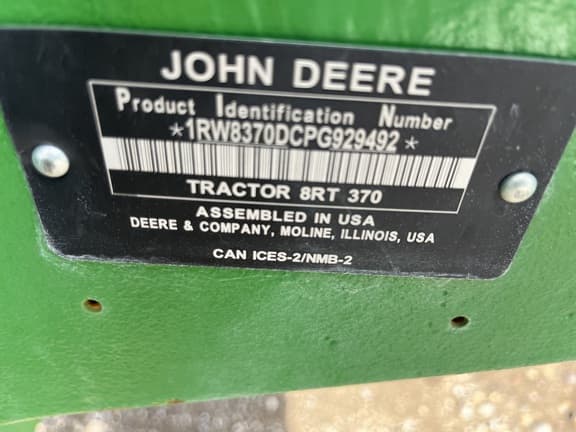 JOHN DEERE
Product Identification Number
*1RW8370DCPG929492*
TRACTOR 8RT 370
ASSEMBLED IN USA
DEERE & COMPANY, MOLINE, ILLINOIS, USA
CAN ICES-2/NMB-2